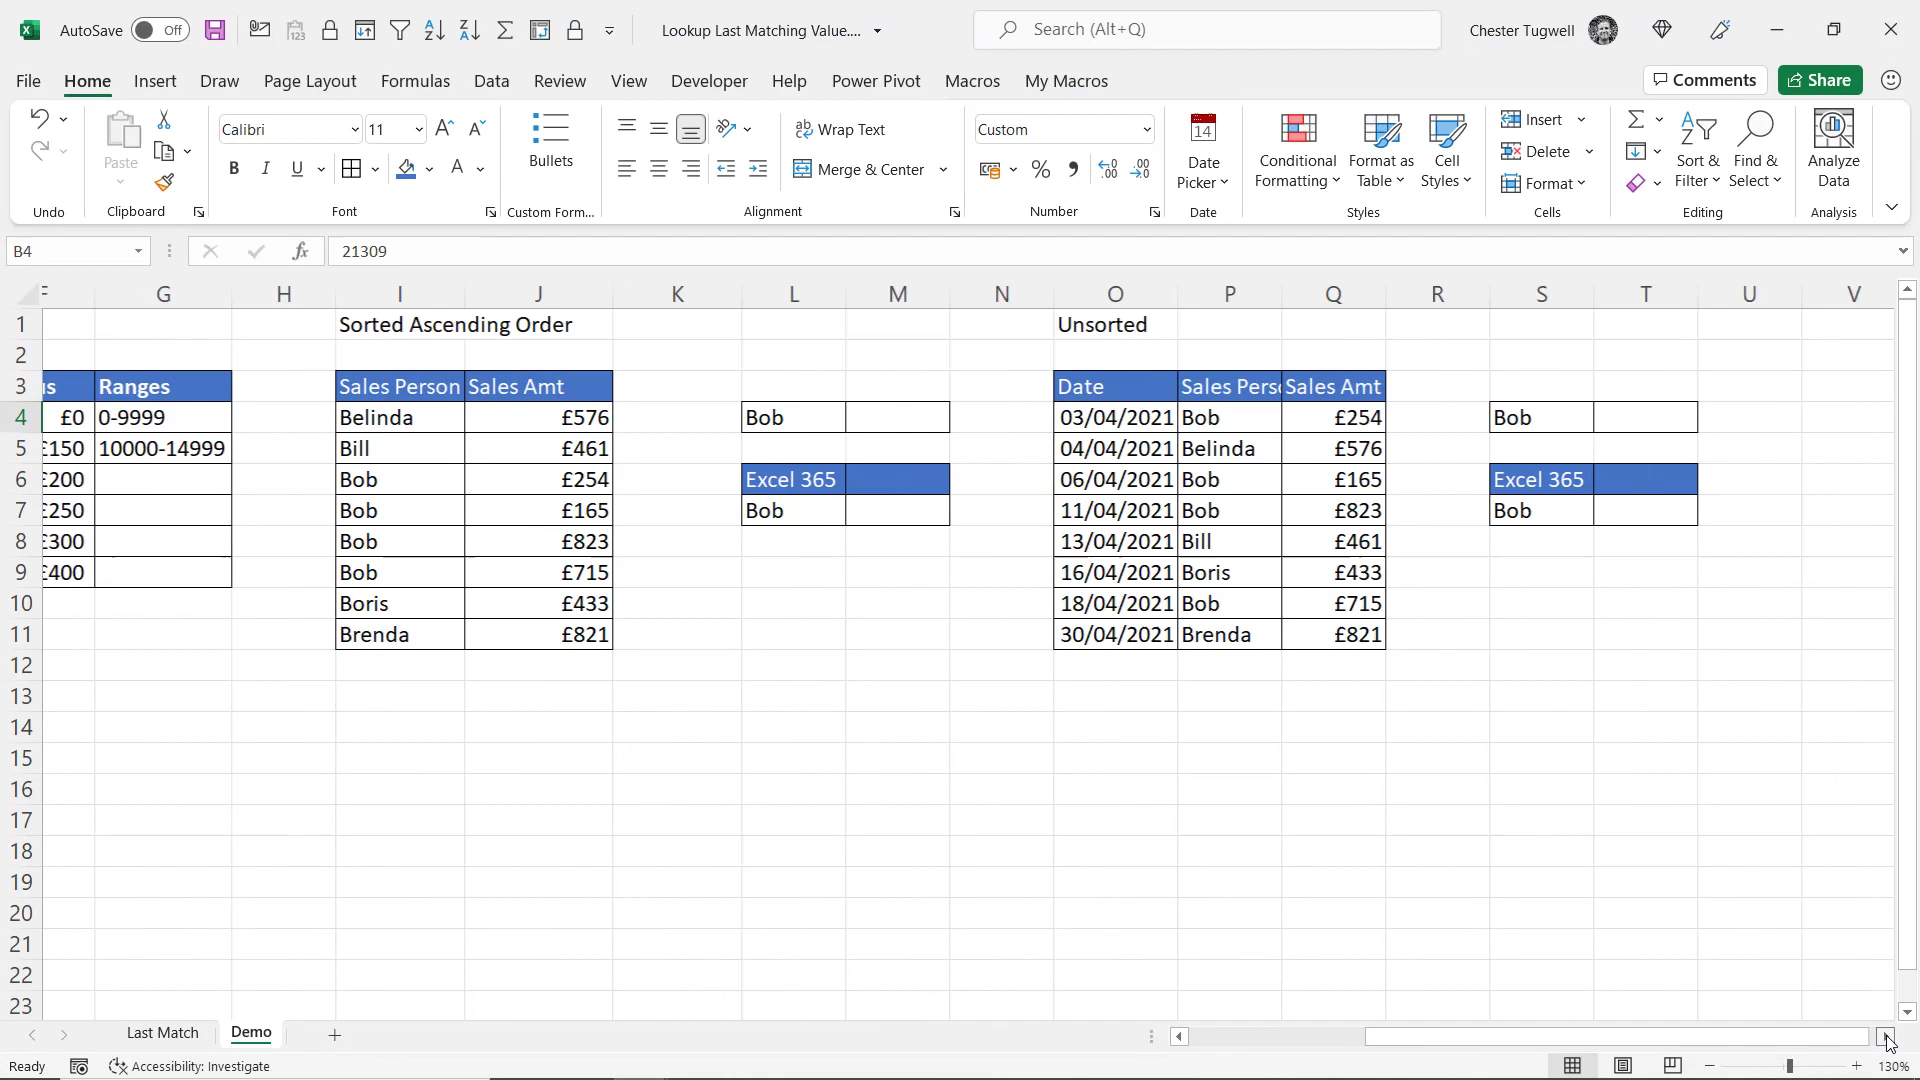 AutoSave Off Lookup Last Matching Value.... Search (Alt+Q) Chester Tugwell
File Home Insert Draw Page Layout Formulas Data Review View Developer Help Power Pivot Macros My Macros Comments Share
Calibri 11 Wrap Text Custom
Paste B I U Bullets Merge & Center % Date Picker Conditional Formatting Format as Table Cell Styles Insert Delete Format Sort & Filter Find & Select Analyze Data
Undo Clipboard Font Custom Form... Alignment Number Date Styles Cells Editing Analysis
B4 fx 21309
F G H I J K L M N O P Q R S T U V
1 Sorted Ascending Order Unsorted
2
3 Ranges Sales Person Sales Amt Date Sales Perso Sales Amt
4 £0 0-9999 Belinda £576 Bob 03/04/2021 Bob £254 Bob
5 £150 10000-14999 Bill £461 04/04/2021 Belinda £576
6 £200 Bob £254 Excel 365 06/04/2021 Bob £165 Excel 365
7 £250 Bob £165 Bob 11/04/2021 Bob £823 Bob
8 £300 Bob £823 13/04/2021 Bill £461
9 £400 Bob £715 16/04/2021 Boris £433
10 Boris £433 18/04/2021 Bob £715
11 Brenda £821 30/04/2021 Brenda £821
12
13
14
15
16
17
18
19
20
21
22
23
Last Match Demo
Ready Accessibility: Investigate 130%